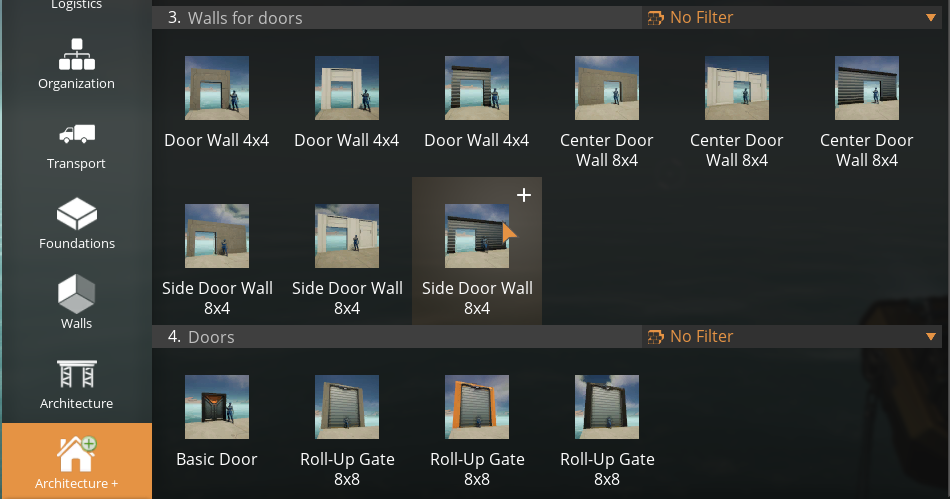 Logistics
Organization
Transport
Foundations
Walls
Architecture
Architecture +
3. Walls for doors
No Filter
Door Wall 4x4
Door Wall 4x4
Door Wall 4x4
Center Door
Wall 8x4
Center Door
Wall 8x4
Center Door
Wall 8x4
Side Door Wall
8x4
Side Door Wall
8x4
Side Door Wall
8x4
4. Doors
No Filter
Basic Door
Roll-Up Gate
8x8
Roll-Up Gate
8x8
Roll-Up Gate
8x8